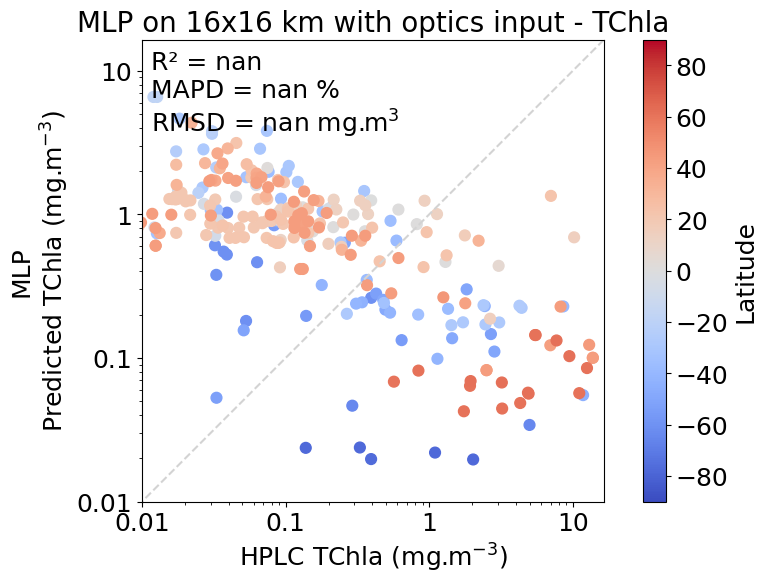 MLP on 16x16 km with optics input - TChla
R² = nan
MAPD = nan %
RMSD = nan mg.m³
MLP
Predicted TChla (mg.m⁻³)
10
1
0.1
0.01
0.01
0.1
1
10
HPLC TChla (mg.m⁻³)
80
60
40
20
0
−20
−40
−60
−80
Latitude